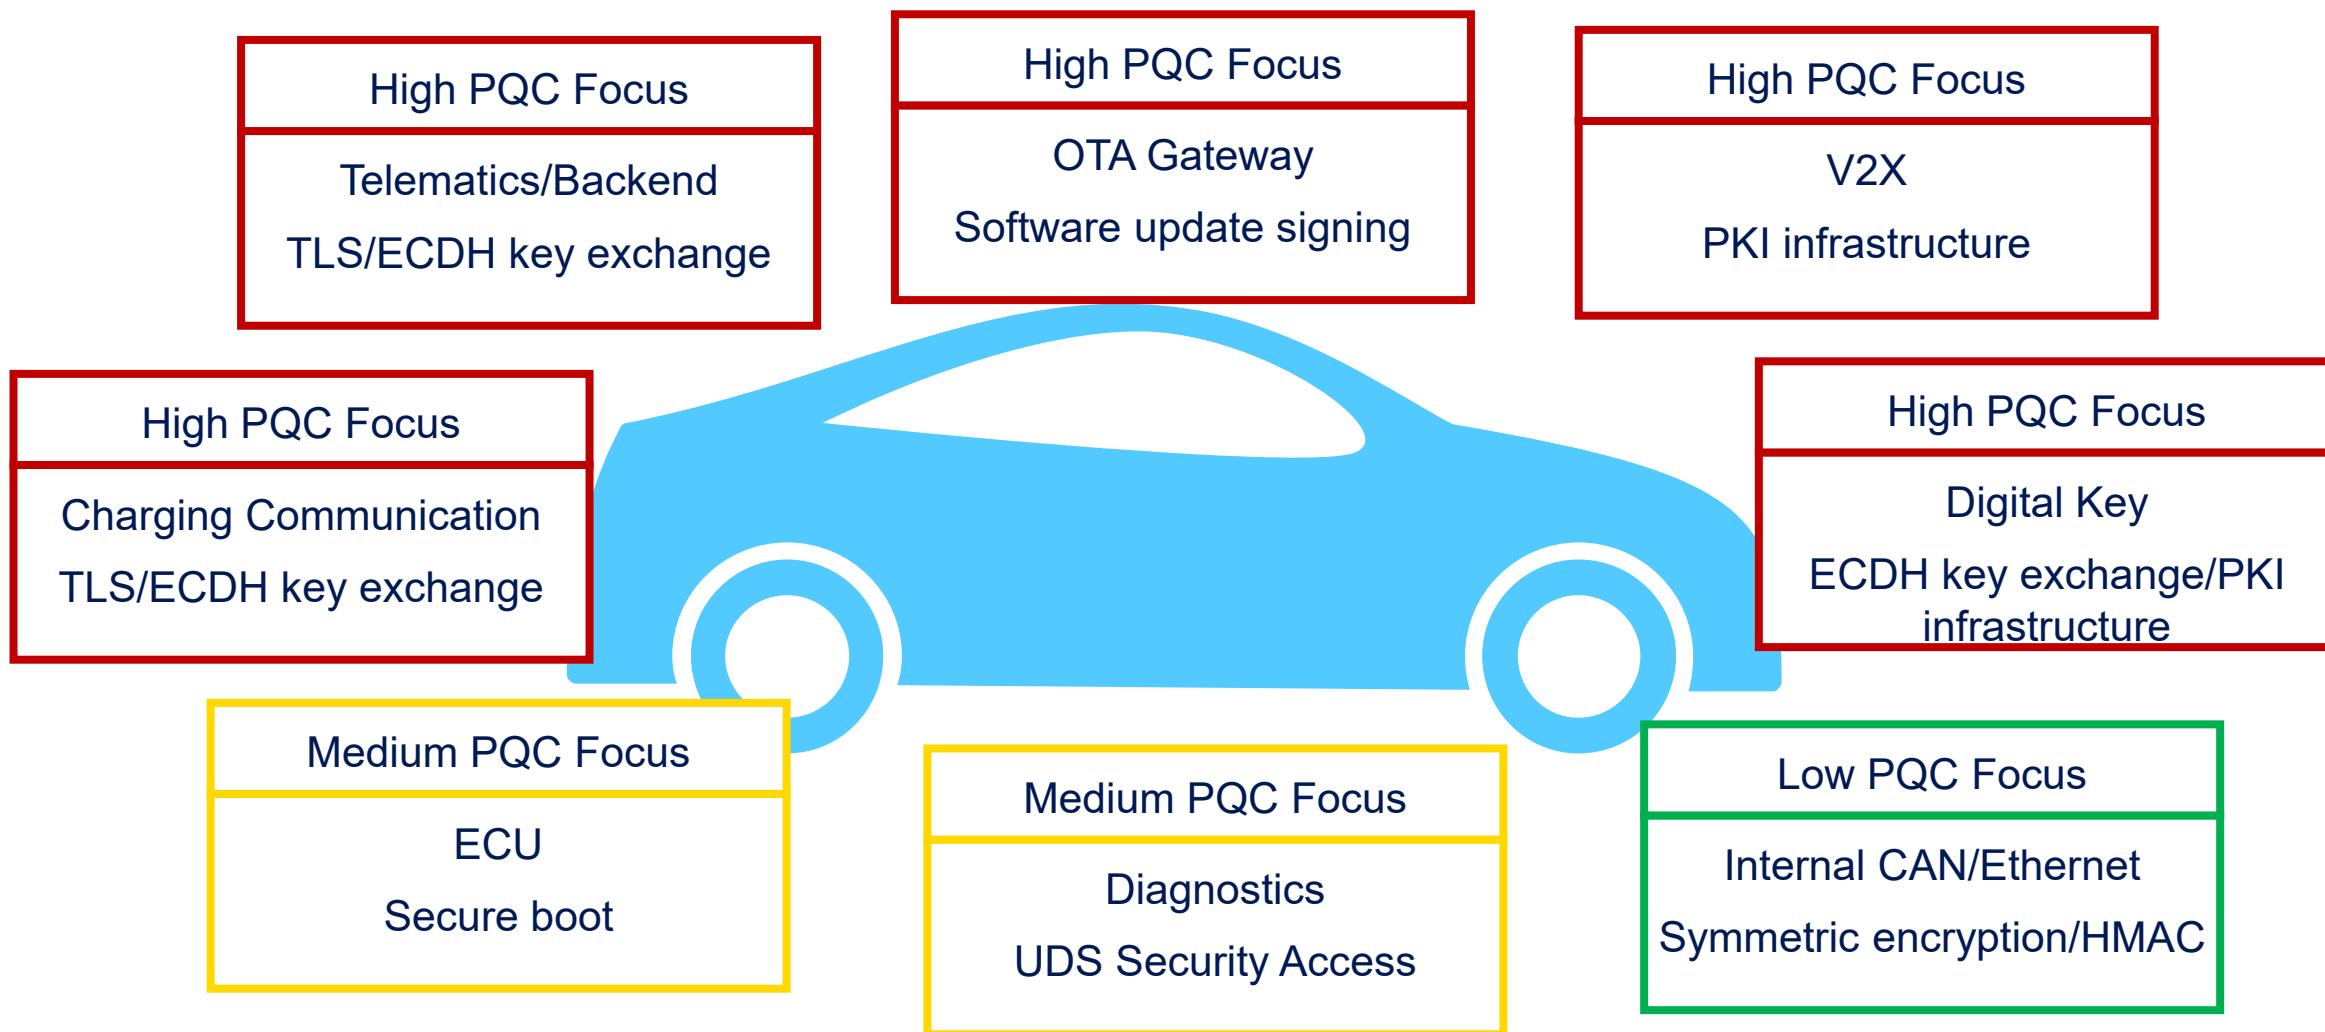 High PQC Focus
Telematics/Backend
TLS/ECDH key exchange
High PQC Focus
OTA Gateway
Software update signing
High PQC Focus
V2X
PKI infrastructure
High PQC Focus
Charging Communication
TLS/ECDH key exchange
High PQC Focus
Digital Key
ECDH key exchange/PKI
infrastructure
Medium PQC Focus
ECU
Secure boot
Medium PQC Focus
Diagnostics
UDS Security Access
Low PQC Focus
Internal CAN/Ethernet
Symmetric encryption/HMAC